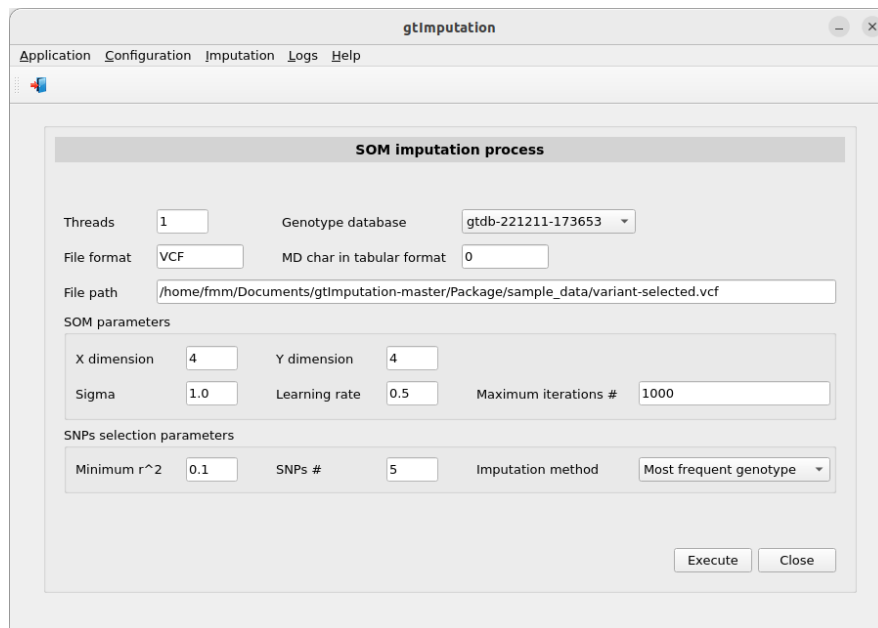 gtImputation
Application Configuration Imputation Logs Help
SOM imputation process
Threads 1 Genotype database gtdb-221211-173653
File format VCF MD char in tabular format 0
File path /home/fmm/Documents/gtImputation-master/Package/sample_data/variant-selected.vcf
SOM parameters
X dimension 4 Y dimension 4
Sigma 1.0 Learning rate 0.5 Maximum iterations # 1000
SNPs selection parameters
Minimum r^2 0.1 SNPs # 5 Imputation method Most frequent genotype
Execute Close